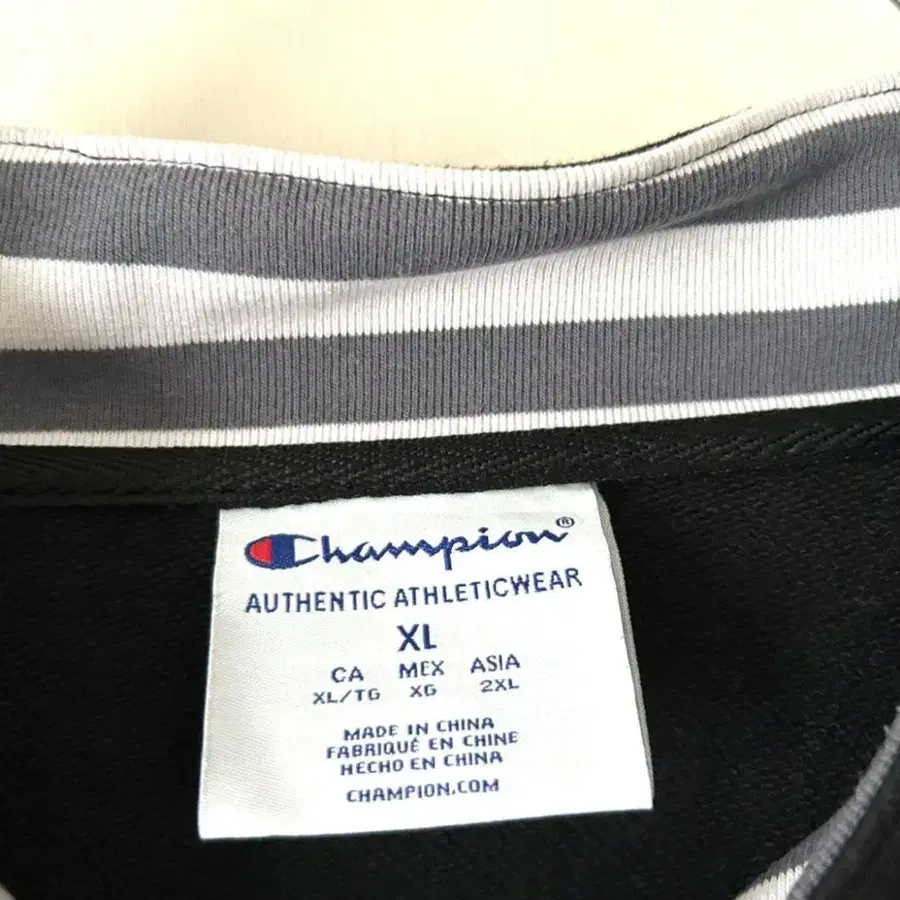 Champion®
AUTHENTIC ATHLETICWEAR
XL
CA MEX ASIA
XL/TG XG 2XL
MADE IN CHINA
FABRIQUÉ EN CHINE
HECHO EN CHINA
CHAMPION.COM